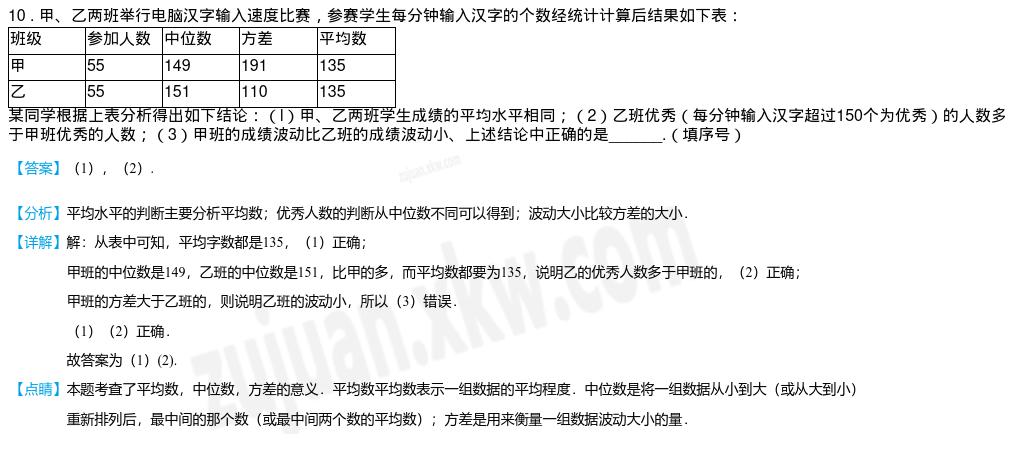 10．甲、乙两班举行电脑汉字输入速度比赛，参赛学生每分钟输入汉字的个数经统计计算后结果如下表：
班级 参加人数 中位数 方差 平均数
甲 55 149 191 135
乙 55 151 110 135
某同学根据上表分析得出如下结论：（l）甲、乙两班学生成绩的平均水平相同；（2）乙班优秀（每分钟输入汉字超过150个为优秀）的人数多
于甲班优秀的人数；（3）甲班的成绩波动比乙班的成绩波动小、上述结论中正确的是______.（填序号）
【答案】（1），（2）.
【分析】平均水平的判断主要分析平均数；优秀人数的判断从中位数不同可以得到；波动大小比较方差的大小．
【详解】解：从表中可知，平均字数都是135，（1）正确；
甲班的中位数是149，乙班的中位数是151，比甲的多，而平均数都要为135，说明乙的优秀人数多于甲班的，（2）正确；
甲班的方差大于乙班的，则说明乙班的波动小，所以（3）错误．
（1）（2）正确．
故答案为（1）(2).
【点睛】本题考查了平均数，中位数，方差的意义．平均数平均数表示一组数据的平均程度．中位数是将一组数据从小到大（或从大到小）
重新排列后，最中间的那个数（或最中间两个数的平均数）；方差是用来衡量一组数据波动大小的量．
zujuan.xkw.com
zujuan.xkw.com